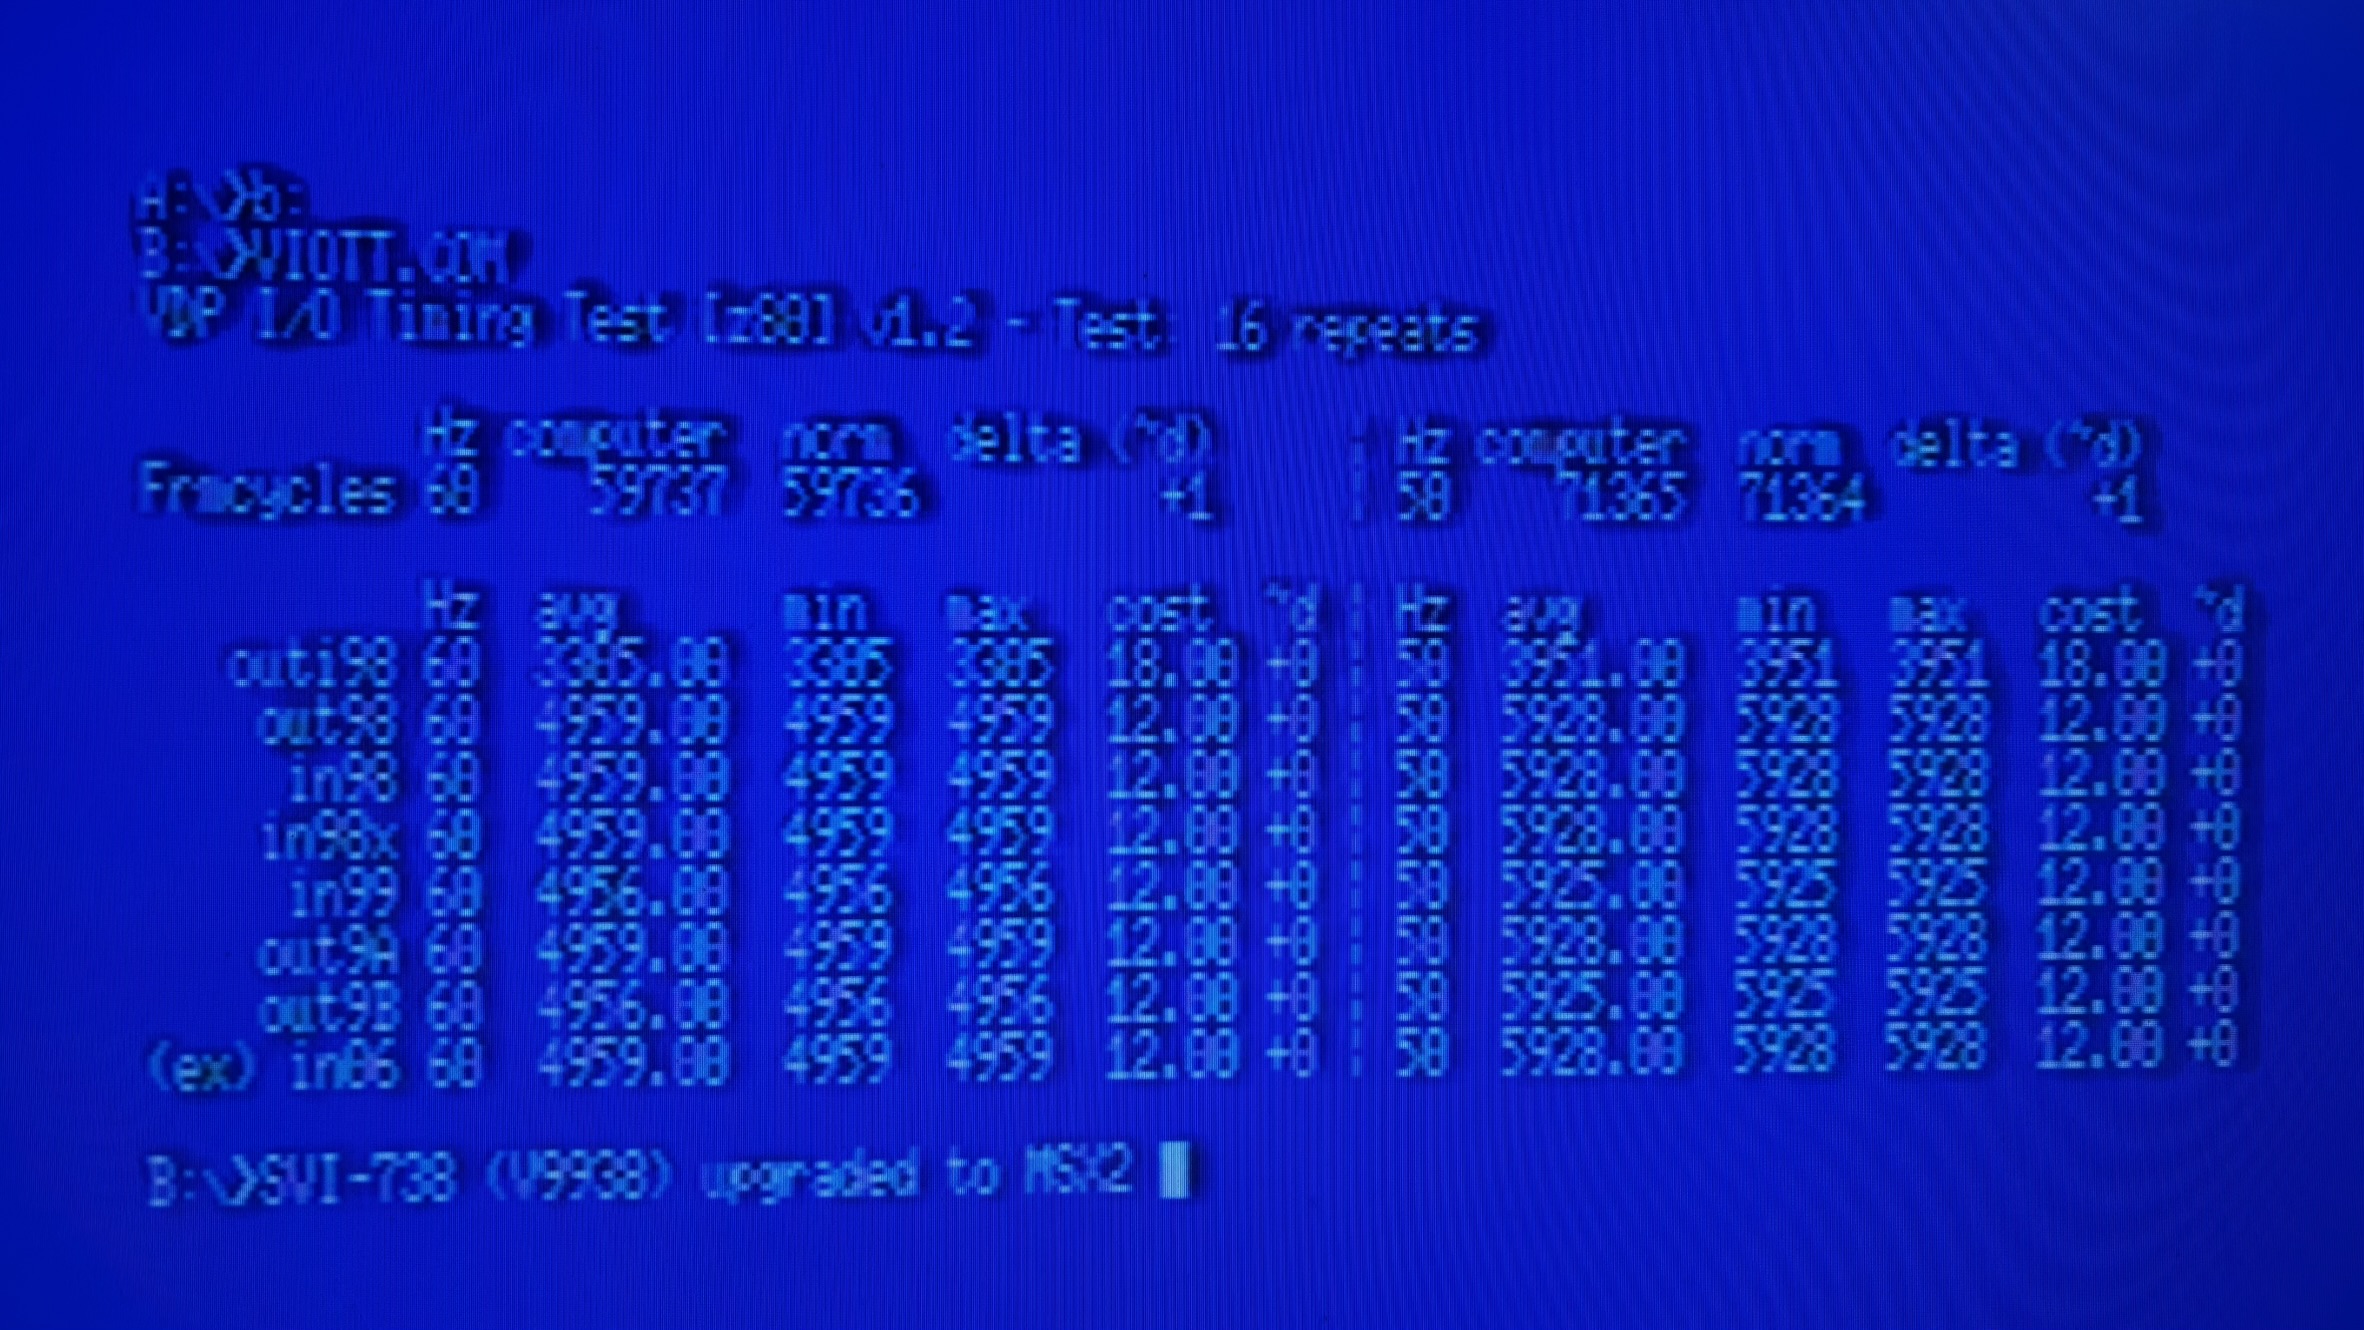 A:\>b:
B:\>VIOTT.COM
VDP I/O Timing Test [z80] v1.2 - Test: 16 repeats
Hz computer norm delta (^d) | Hz computer norm delta (^d)
Frmcycles 60 59737 59736 +1 | 50 71365 71364 +1
Hz avg min max cost ^d | Hz avg min max cost ^d
outi98 60 3305.00 3305 3305 18.00 +0 | 50 3951.00 3951 3951 18.00 +0
out98 60 4959.00 4959 4959 12.00 +0 | 50 5928.00 5928 5928 12.00 +0
in98 60 4959.00 4959 4959 12.00 +0 | 50 5928.00 5928 5928 12.00 +0
in98x 60 4959.00 4959 4959 12.00 +0 | 50 5928.00 5928 5928 12.00 +0
in99 60 4956.00 4956 4956 12.00 +0 | 50 5925.00 5925 5925 12.00 +0
out9A 60 4959.00 4959 4959 12.00 +0 | 50 5928.00 5928 5928 12.00 +0
out9B 60 4956.00 4956 4956 12.00 +0 | 50 5925.00 5925 5925 12.00 +0
(ex) in06 60 4959.00 4959 4959 12.00 +0 | 50 5928.00 5928 5928 12.00 +0
B:\>SVI-738 (V9938) upgraded to MSX2